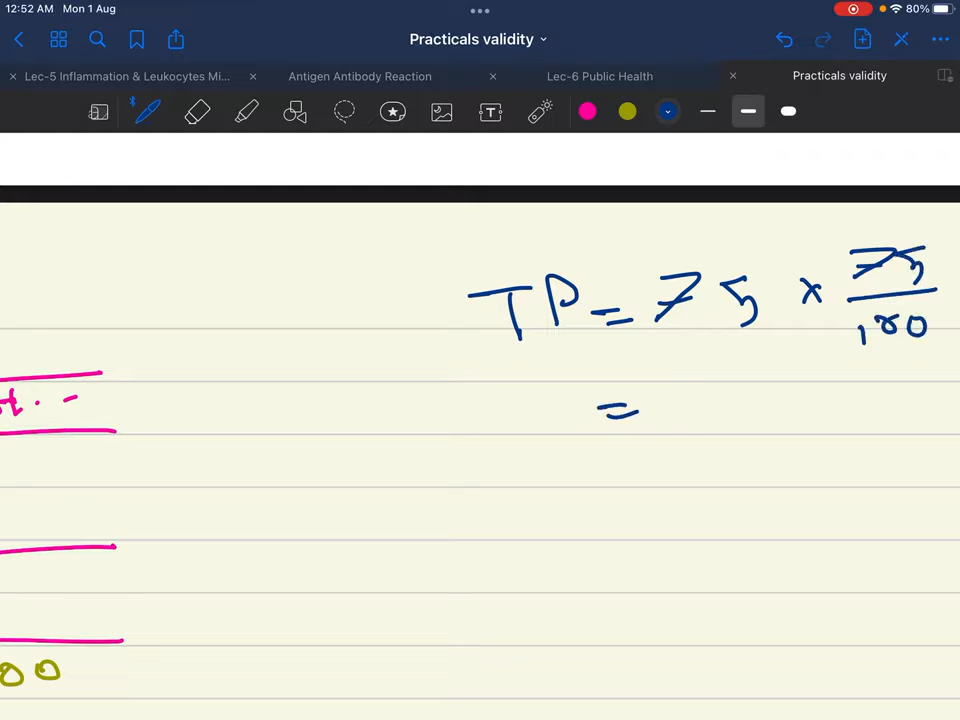 12:52 AM Mon 1 Aug
80%
Practicals validity
Lec-5 Inflammation & Leukocytes Mi...
Antigen Antibody Reaction
Lec-6 Public Health
Practicals validity
TP = 75 × 75/100
=
00